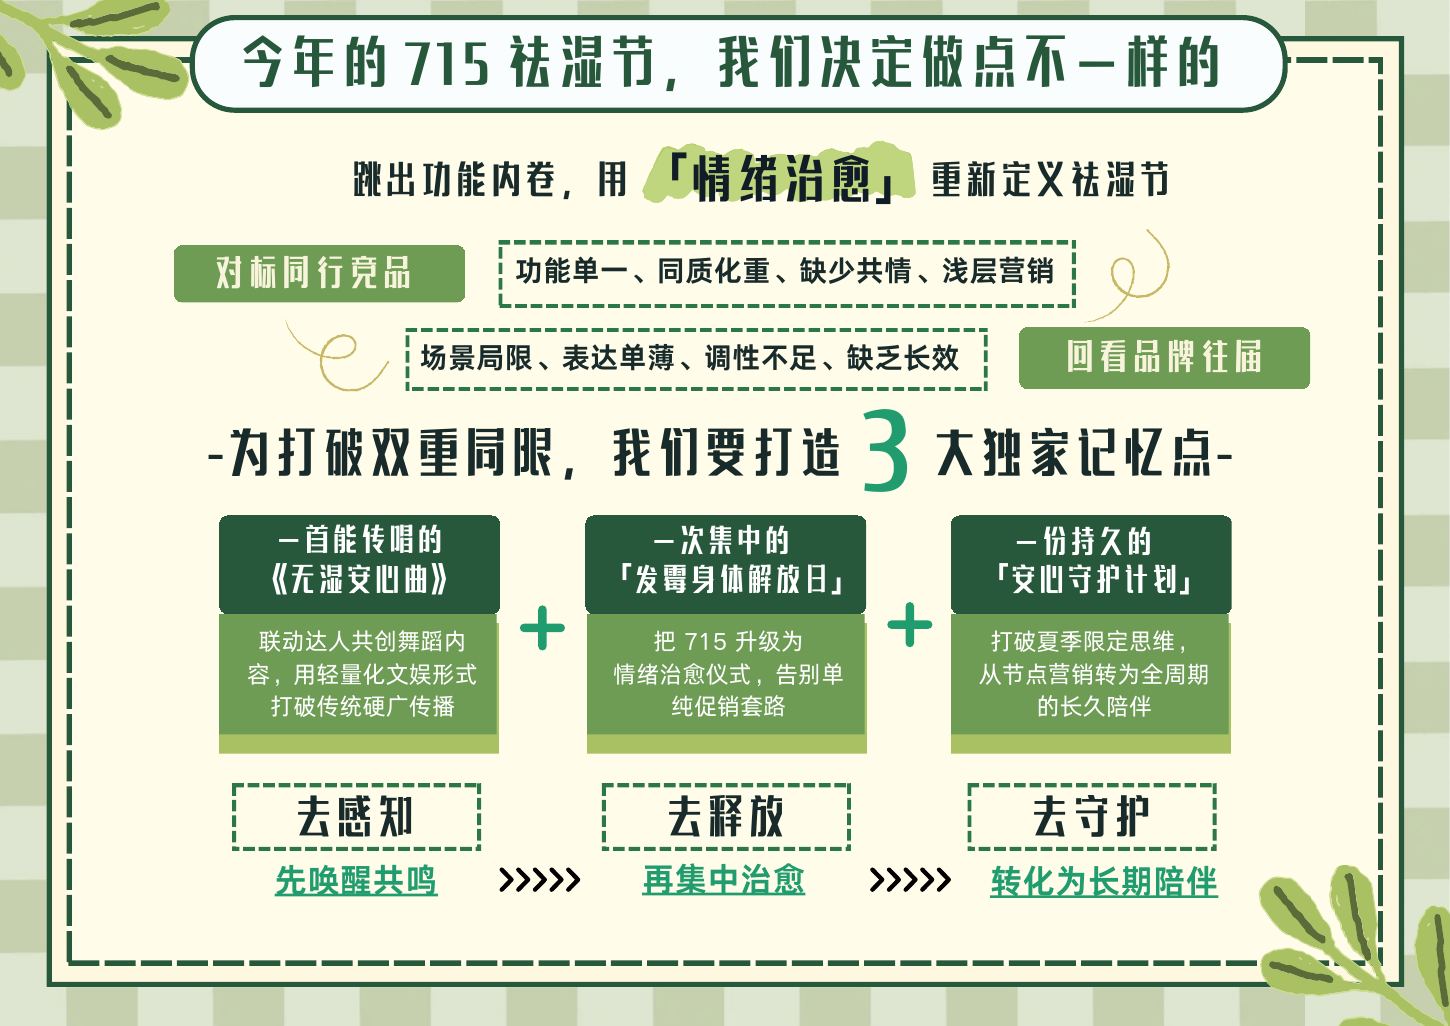 今年的 715 祛湿节，我们决定做点不一样的
跳出功能内卷，用「情绪治愈」重新定义祛湿节
对标同行竞品
功能单一、同质化重、缺少共情、浅层营销
场景局限、表达单薄、调性不足、缺乏长效
回看品牌往届
-为打破双重局限，我们要打造 3 大独家记忆点-
一首能传唱的
《无湿安心曲》
联动达人共创舞蹈内
容，用轻量化文娱形式
打破传统硬广传播
+
一次集中的
「发霉身体解放日」
把 715 升级为
情绪治愈仪式，告别单
纯促销套路
+
一份持久的
「安心守护计划」
打破夏季限定思维，
从节点营销转为全周期
的长久陪伴
去感知
去释放
去守护
先唤醒共鸣
再集中治愈
转化为长期陪伴